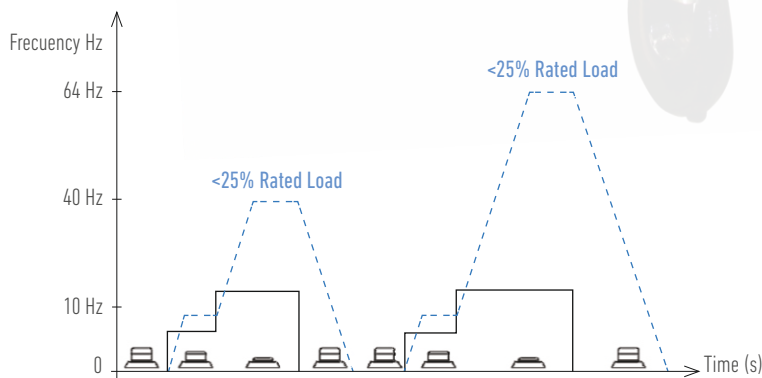 Frecuency Hz
<25% Rated Load
64 Hz
<25% Rated Load
40 Hz
10 Hz
0
Time (s)